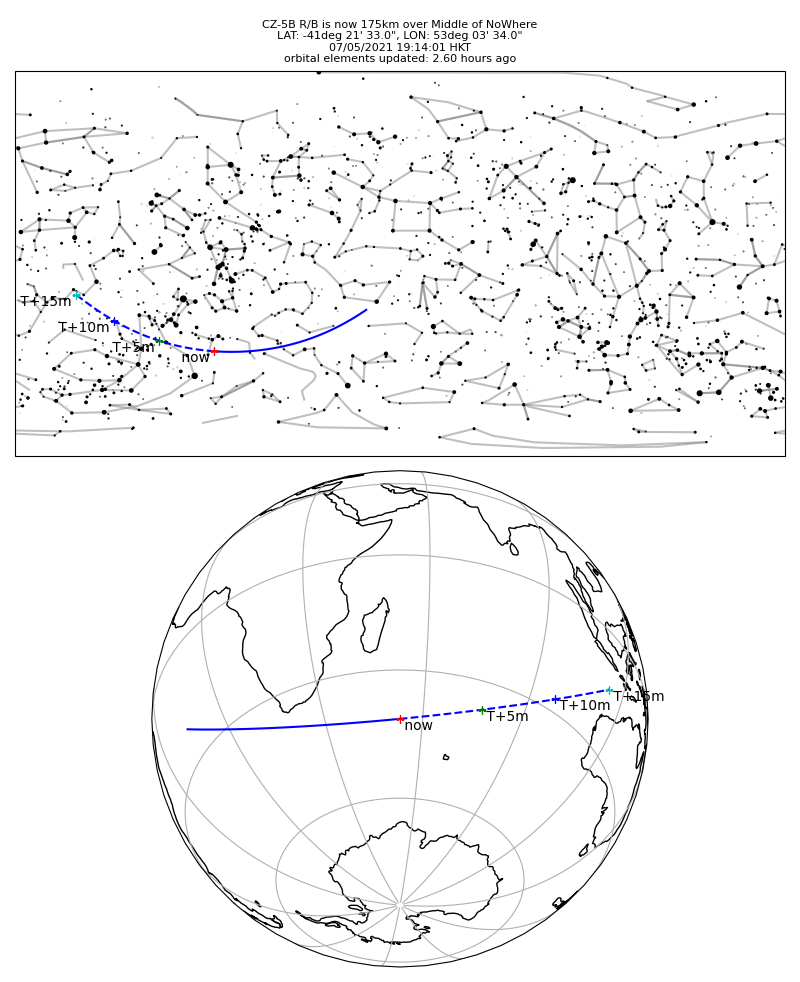 CZ-5B R/B is now 175km over Middle of NoWhere
LAT: -41deg 21' 33.0", LON: 53deg 03' 34.0"
07/05/2021 19:14:01 HKT
orbital elements updated: 2.60 hours ago
T+15m
T+10m
T+5m
now
T+15m
T+10m
T+5m
now